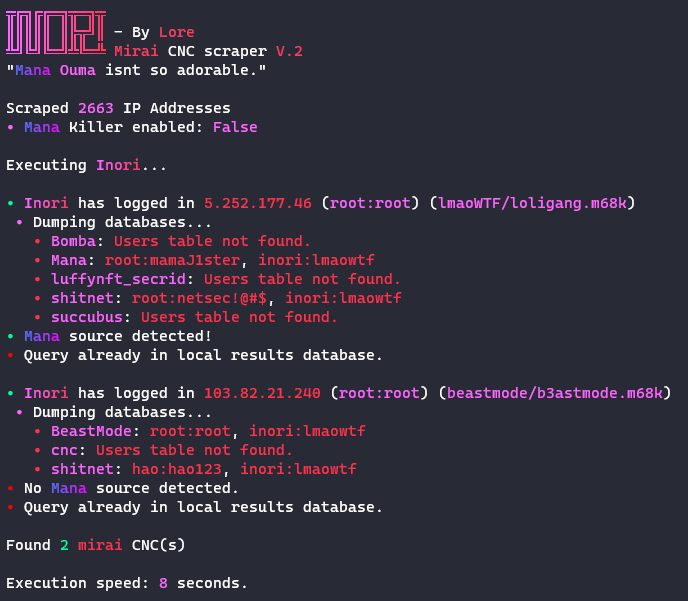 - By Lore
Mirai CNC scraper V.2
"Mana Ouma isnt so adorable."
Scraped 2663 IP Addresses
• Mana Killer enabled: False
Executing Inori...
• Inori has logged in 5.252.177.46 (root:root) (lmaoWTF/loligang.m68k)
• Dumping databases...
• Bomba: Users table not found.
• Mana: root:mamaJ1ster, inori:lmaowtf
• luffynft_secrid: Users table not found.
• shitnet: root:netsec!@#$, inori:lmaowtf
• succubus: Users table not found.
• Mana source detected!
• Query already in local results database.
• Inori has logged in 103.82.21.240 (root:root) (beastmode/b3astmode.m68k)
• Dumping databases...
• BeastMode: root:root, inori:lmaowtf
• cnc: Users table not found.
• shitnet: hao:hao123, inori:lmaowtf
• No Mana source detected.
• Query already in local results database.
Found 2 mirai CNC(s)
Execution speed: 8 seconds.